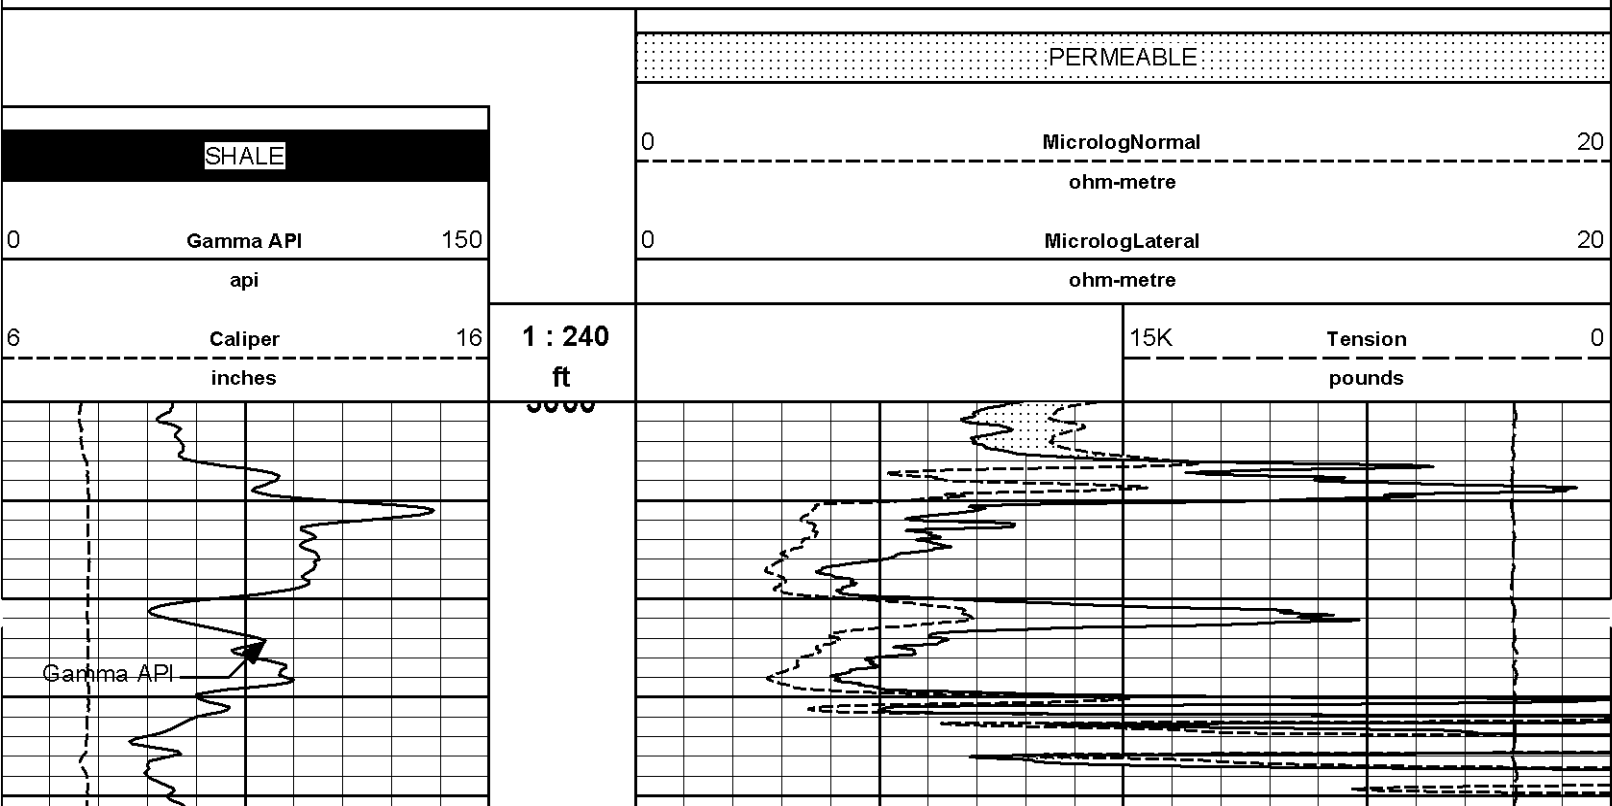 PERMEABLE
SHALE
0 MicrologNormal 20
ohm-metre
0 Gamma API 150
api
0 MicrologLateral 20
ohm-metre
6 Caliper 16
inches
1 : 240
ft
15K Tension 0
pounds
Gamma API